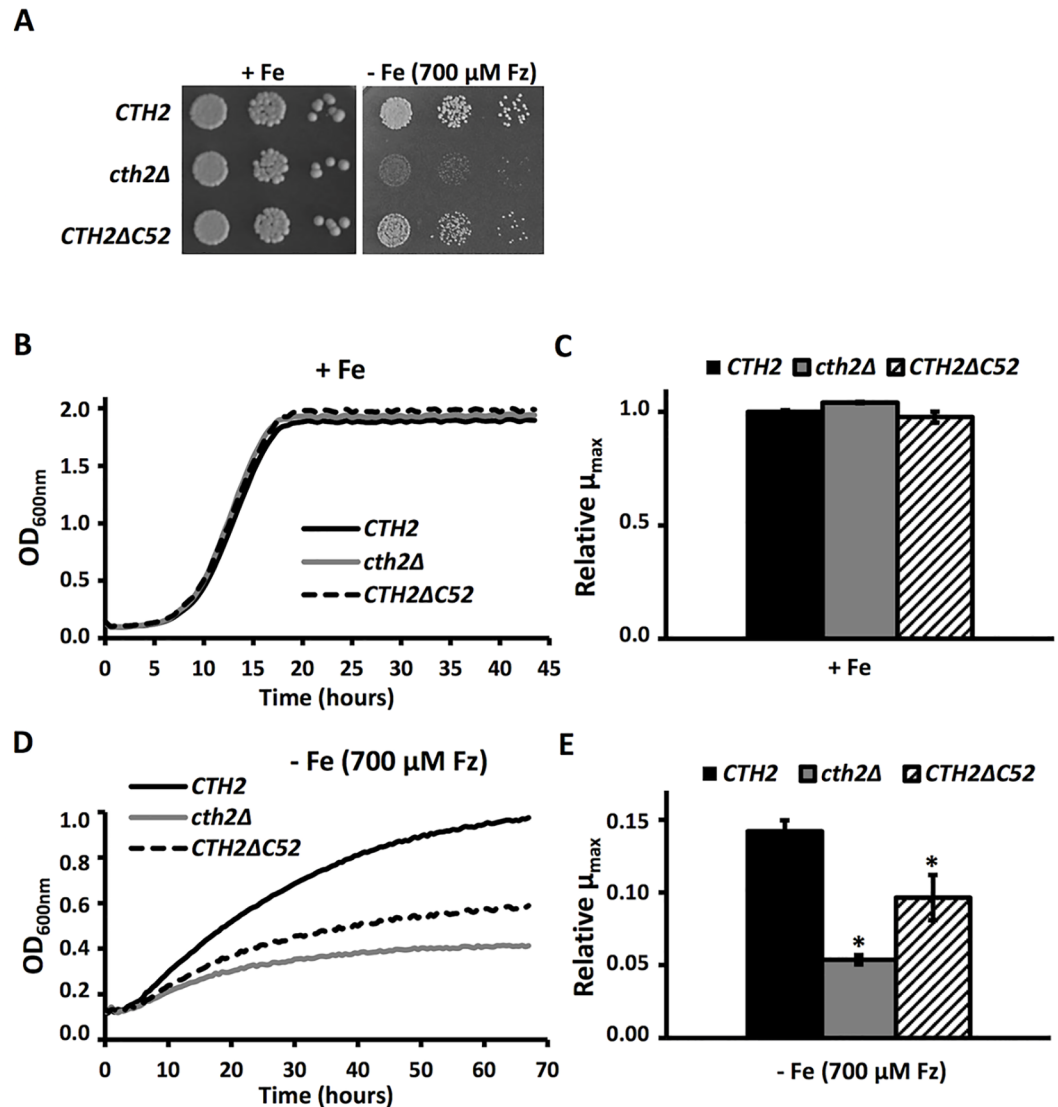 A
+ Fe - Fe (700 µM Fz)
CTH2
cth2Δ
CTH2ΔC52
B
+ Fe
OD600nm
2.0
1.5
1.0
0.5
0.0
CTH2
cth2Δ
CTH2ΔC52
0 5 10 15 20 25 30 35 40 45
Time (hours)
C
CTH2 cth2Δ CTH2ΔC52
Relative µmax
1.0
0.5
0.0
+ Fe
D
- Fe (700 µM Fz)
CTH2
cth2Δ
CTH2ΔC52
OD600nm
1.0
0.8
0.6
0.4
0.2
0.0
0 10 20 30 40 50 60 70
Time (hours)
E
CTH2 cth2Δ CTH2ΔC52
Relative µmax
0.15
0.10
0.05
0.00
*
*
- Fe (700 µM Fz)